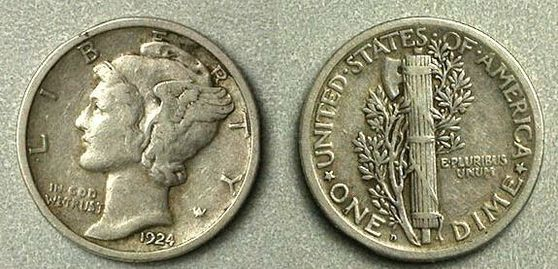 LIBERTY
IN GOD
WE TRUST
1924
UNITED·STATES·OF·AMERICA
E·PLURIBUS
UNUM
ONE DIME
D